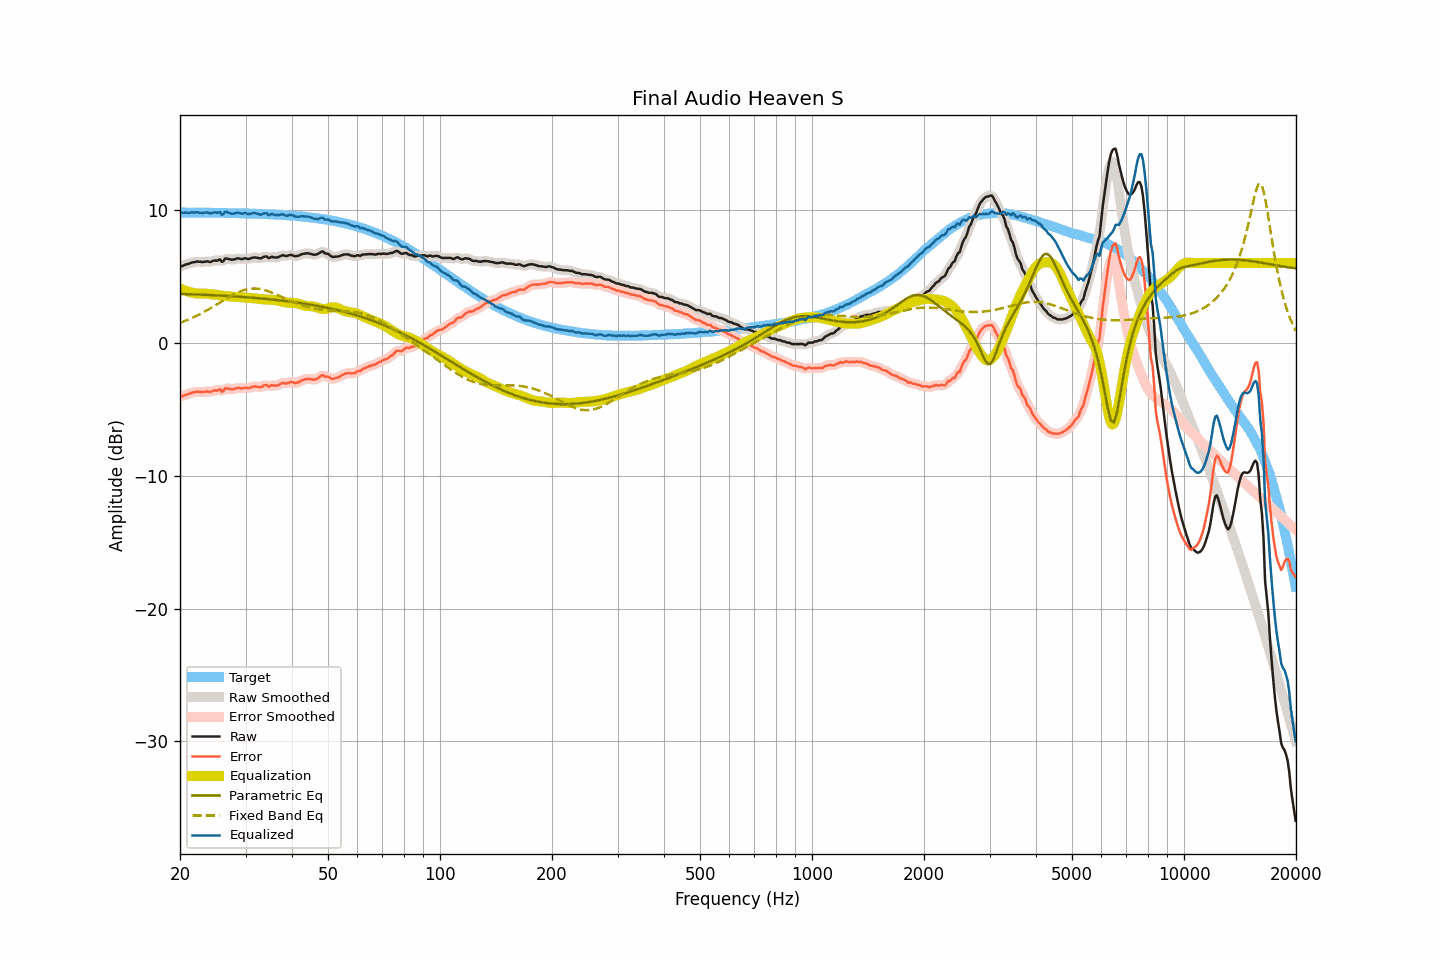 Final Audio Heaven S
Amplitude (dBr)
10
0
−10
−20
−30
Target
Raw Smoothed
Error Smoothed
Raw
Error
Equalization
Parametric Eq
Fixed Band Eq
Equalized
20 50 100 200 500 1000 2000 5000 10000 20000
Frequency (Hz)